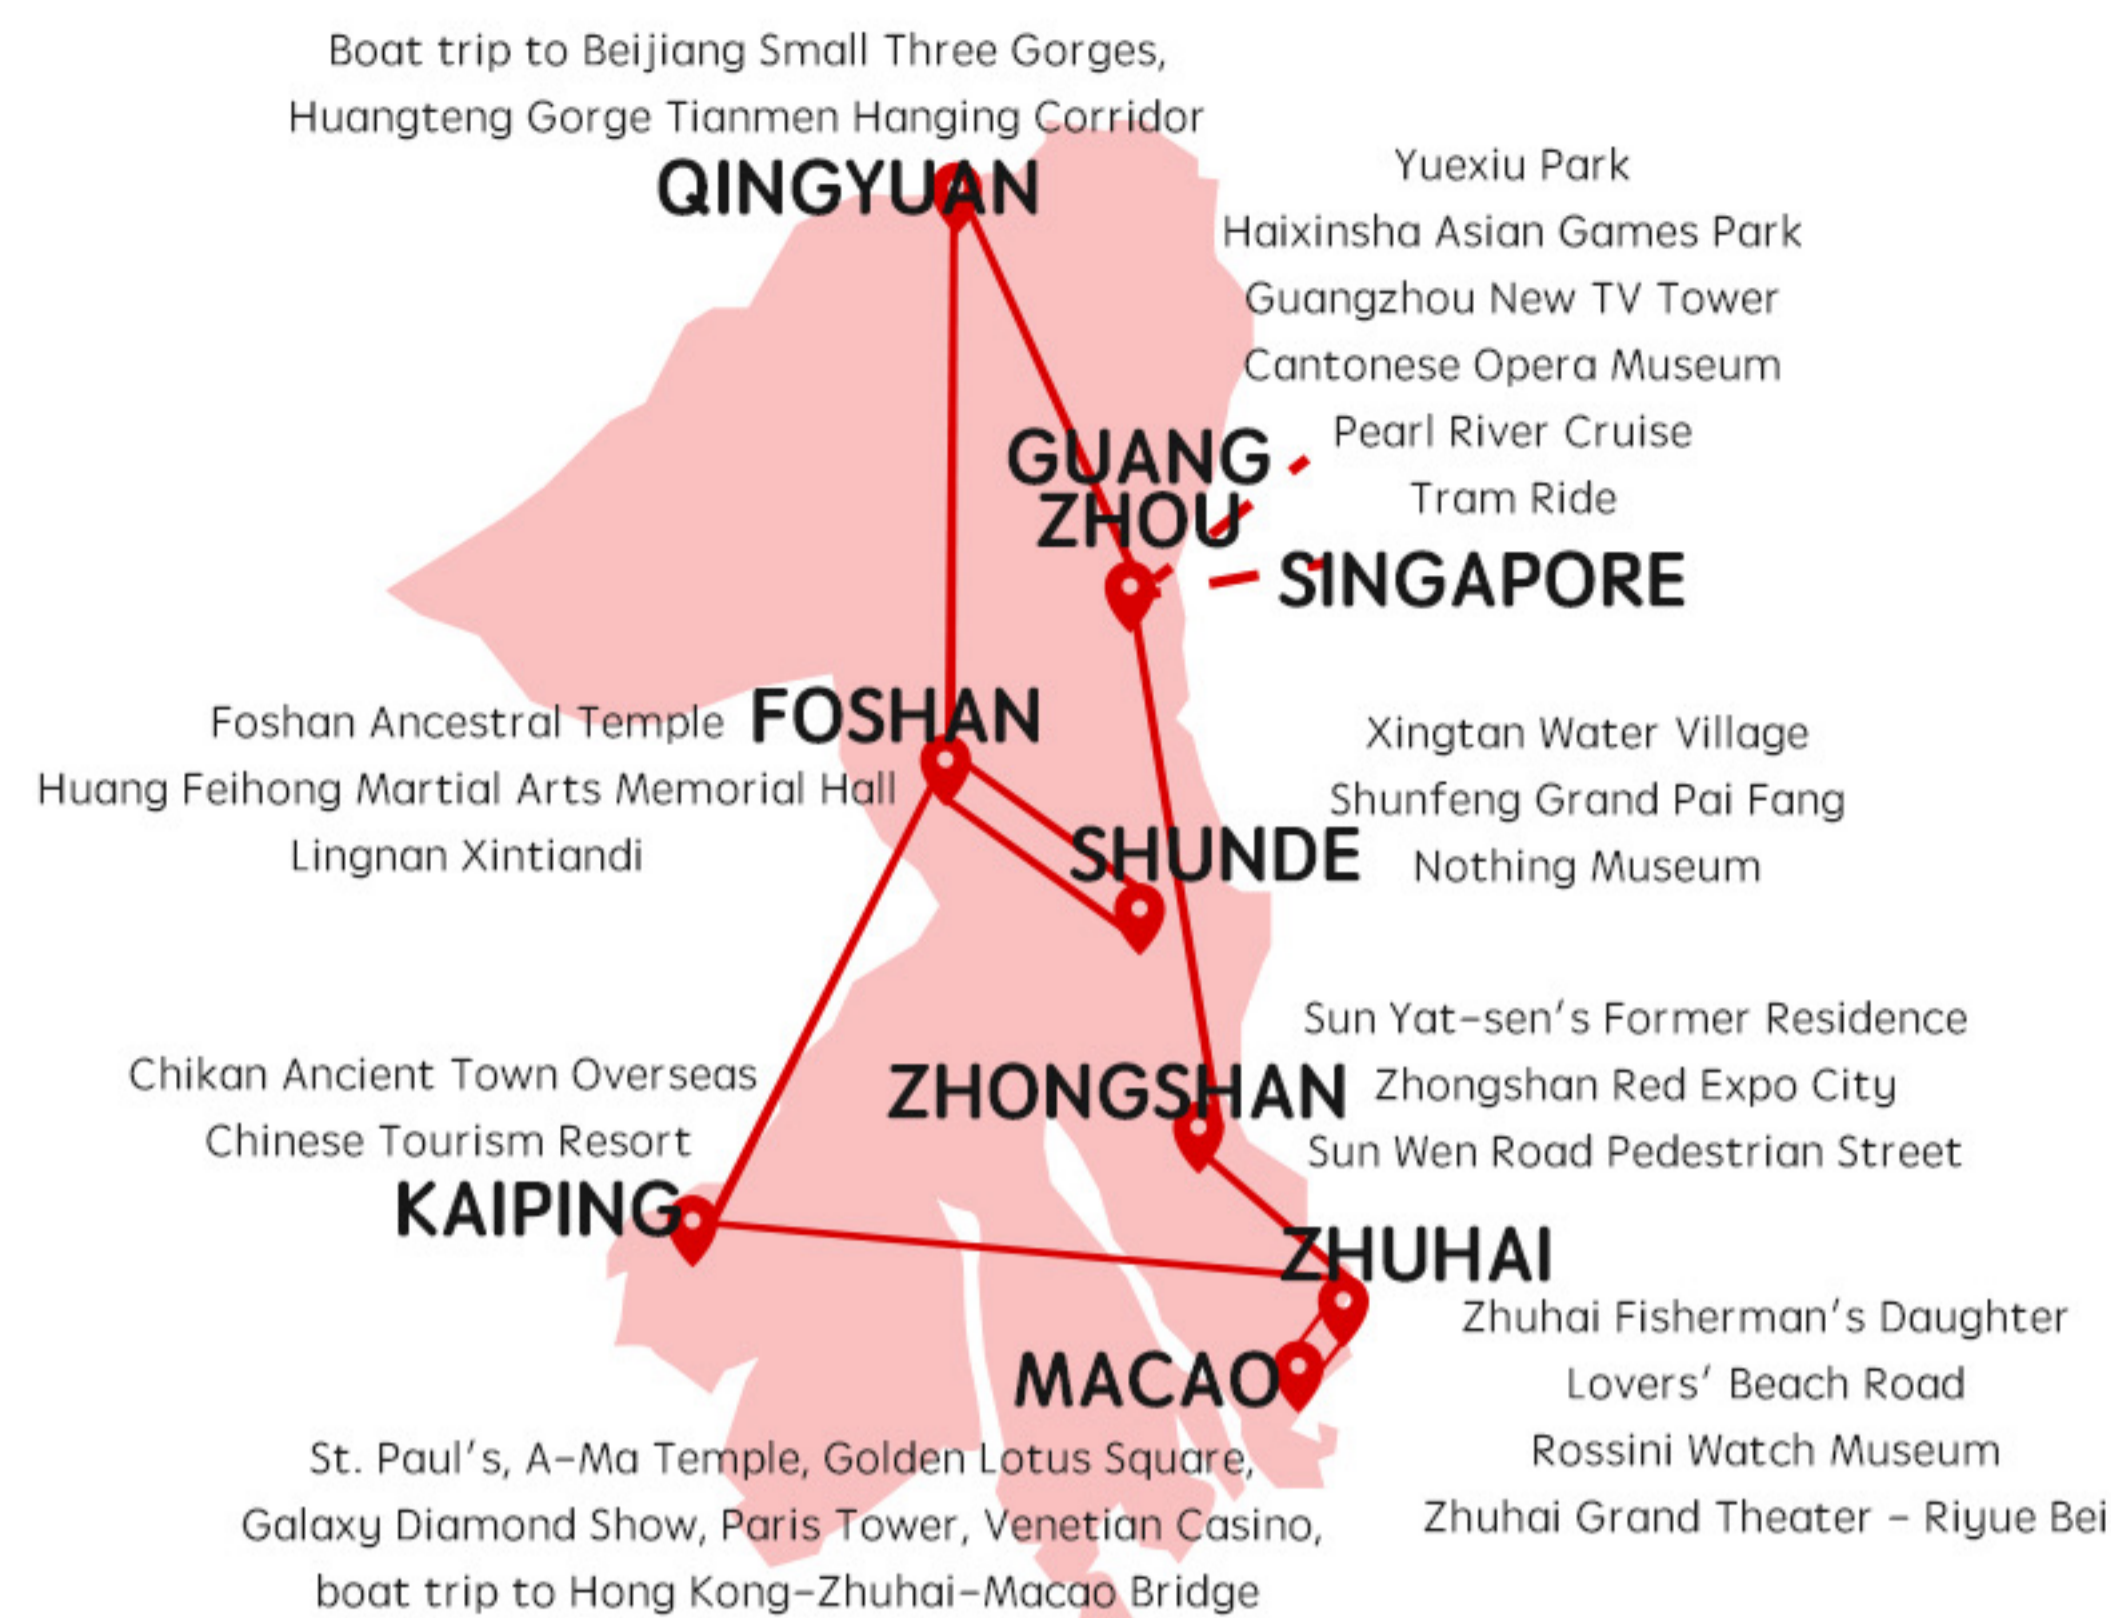 Boat trip to Beijiang Small Three Gorges,
Huangteng Gorge Tianmen Hanging Corridor
QINGYUAN
Yuexiu Park
Haixinsha Asian Games Park
Guangzhou New TV Tower
Cantonese Opera Museum
Pearl River Cruise
Tram Ride
GUANG
ZHOU
SINGAPORE
FOSHAN
Foshan Ancestral Temple
Huang Feihong Martial Arts Memorial Hall
Lingnan Xintiandi
Xingtan Water Village
Shunfeng Grand Pai Fang
Nothing Museum
SHUNDE
Sun Yat-sen's Former Residence
Zhongshan Red Expo City
Sun Wen Road Pedestrian Street
ZHONGSHAN
Chikan Ancient Town Overseas
Chinese Tourism Resort
KAIPING
ZHUHAI
Zhuhai Fisherman's Daughter
Lovers' Beach Road
Rossini Watch Museum
Zhuhai Grand Theater - Riyue Bei
MACAO
St. Paul's, A-Ma Temple, Golden Lotus Square,
Galaxy Diamond Show, Paris Tower, Venetian Casino,
boat trip to Hong Kong-Zhuhai-Macao Bridge